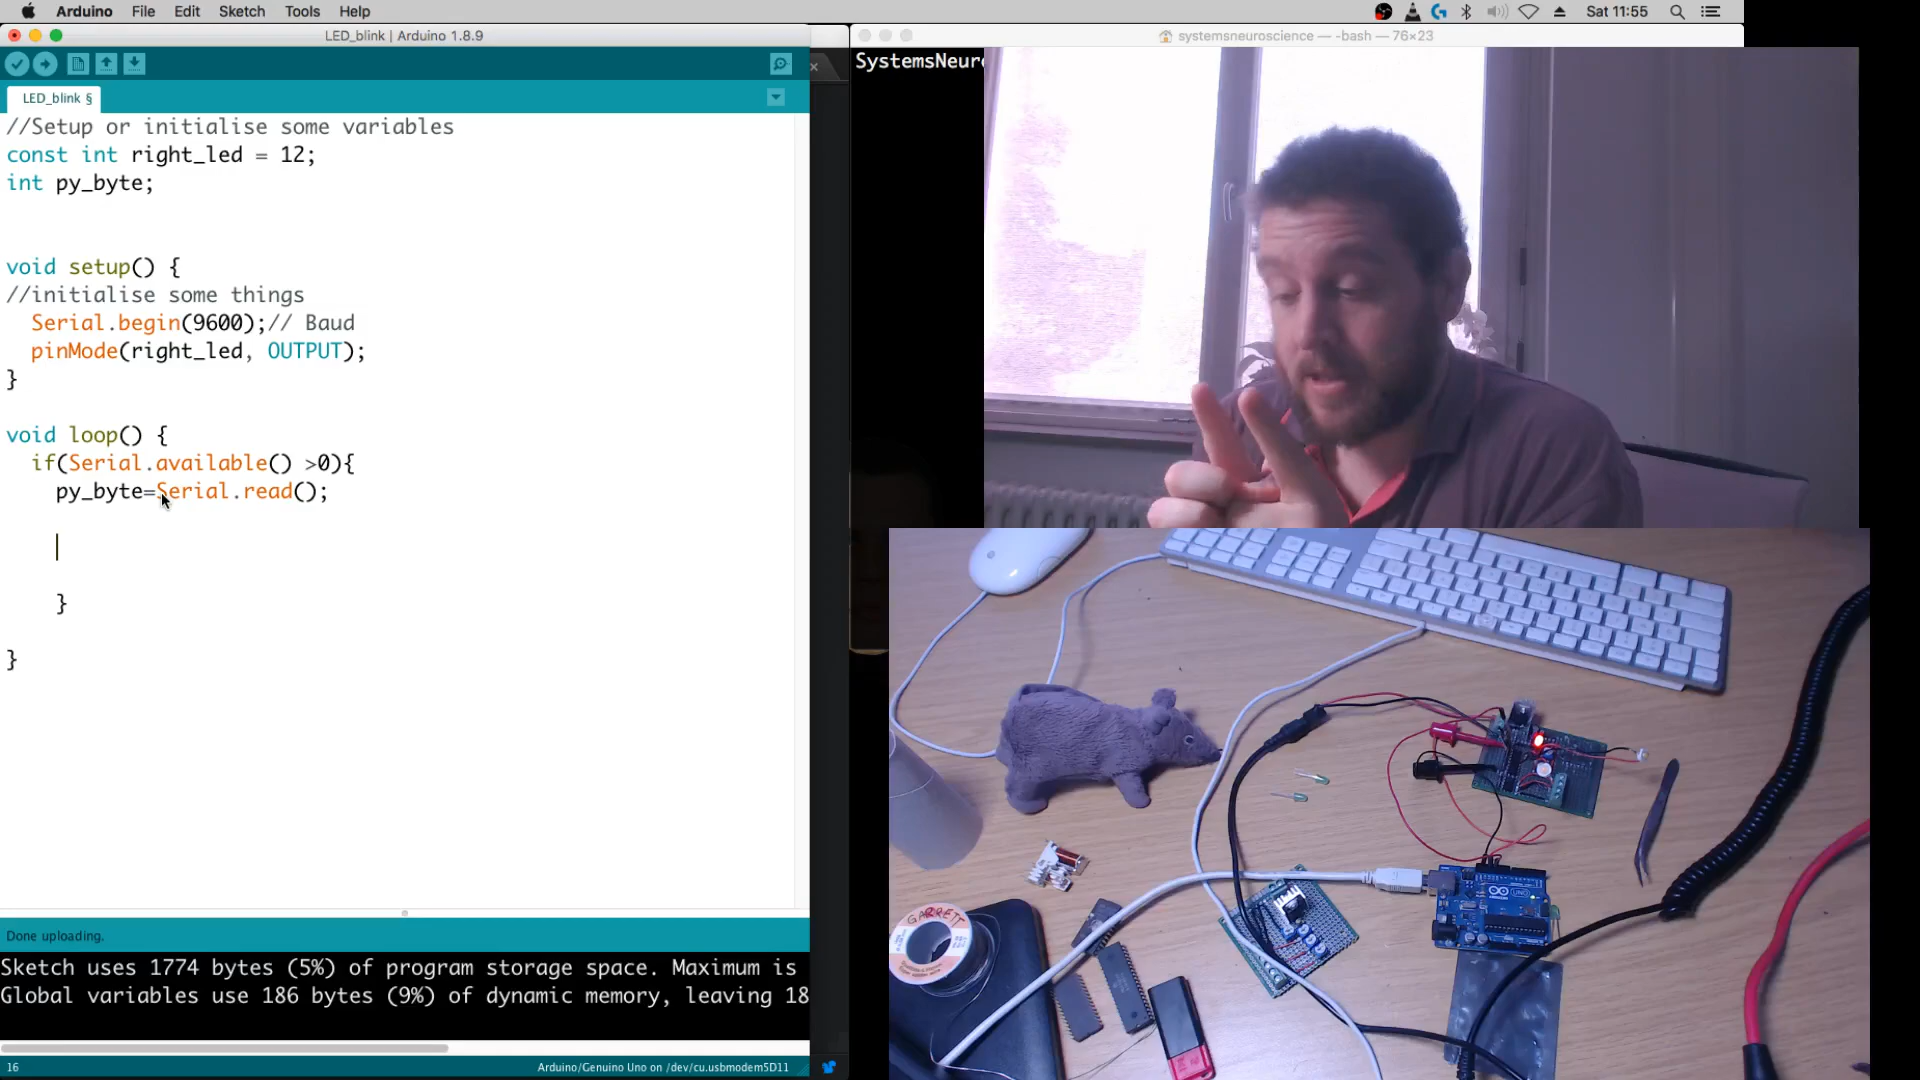 Arduino File Edit Sketch Tools Help
Sat 11:55
LED_blink | Arduino 1.8.9
systemsneuroscience — -bash — 76×23
SystemsNeur
LED_blink §
//Setup or initialise some variables
const int right_led = 12;
int py_byte;
void setup() {
//initialise some things
Serial.begin(9600);// Baud
pinMode(right_led, OUTPUT);
}
void loop() {
if(Serial.available() >0){
py_byte=Serial.read();
}
}
Done uploading.
Sketch uses 1774 bytes (5%) of program storage space. Maximum is
Global variables use 186 bytes (9%) of dynamic memory, leaving 18
16
Arduino/Genuino Uno on /dev/cu.usbmodem5D11
GARRETT
UNO